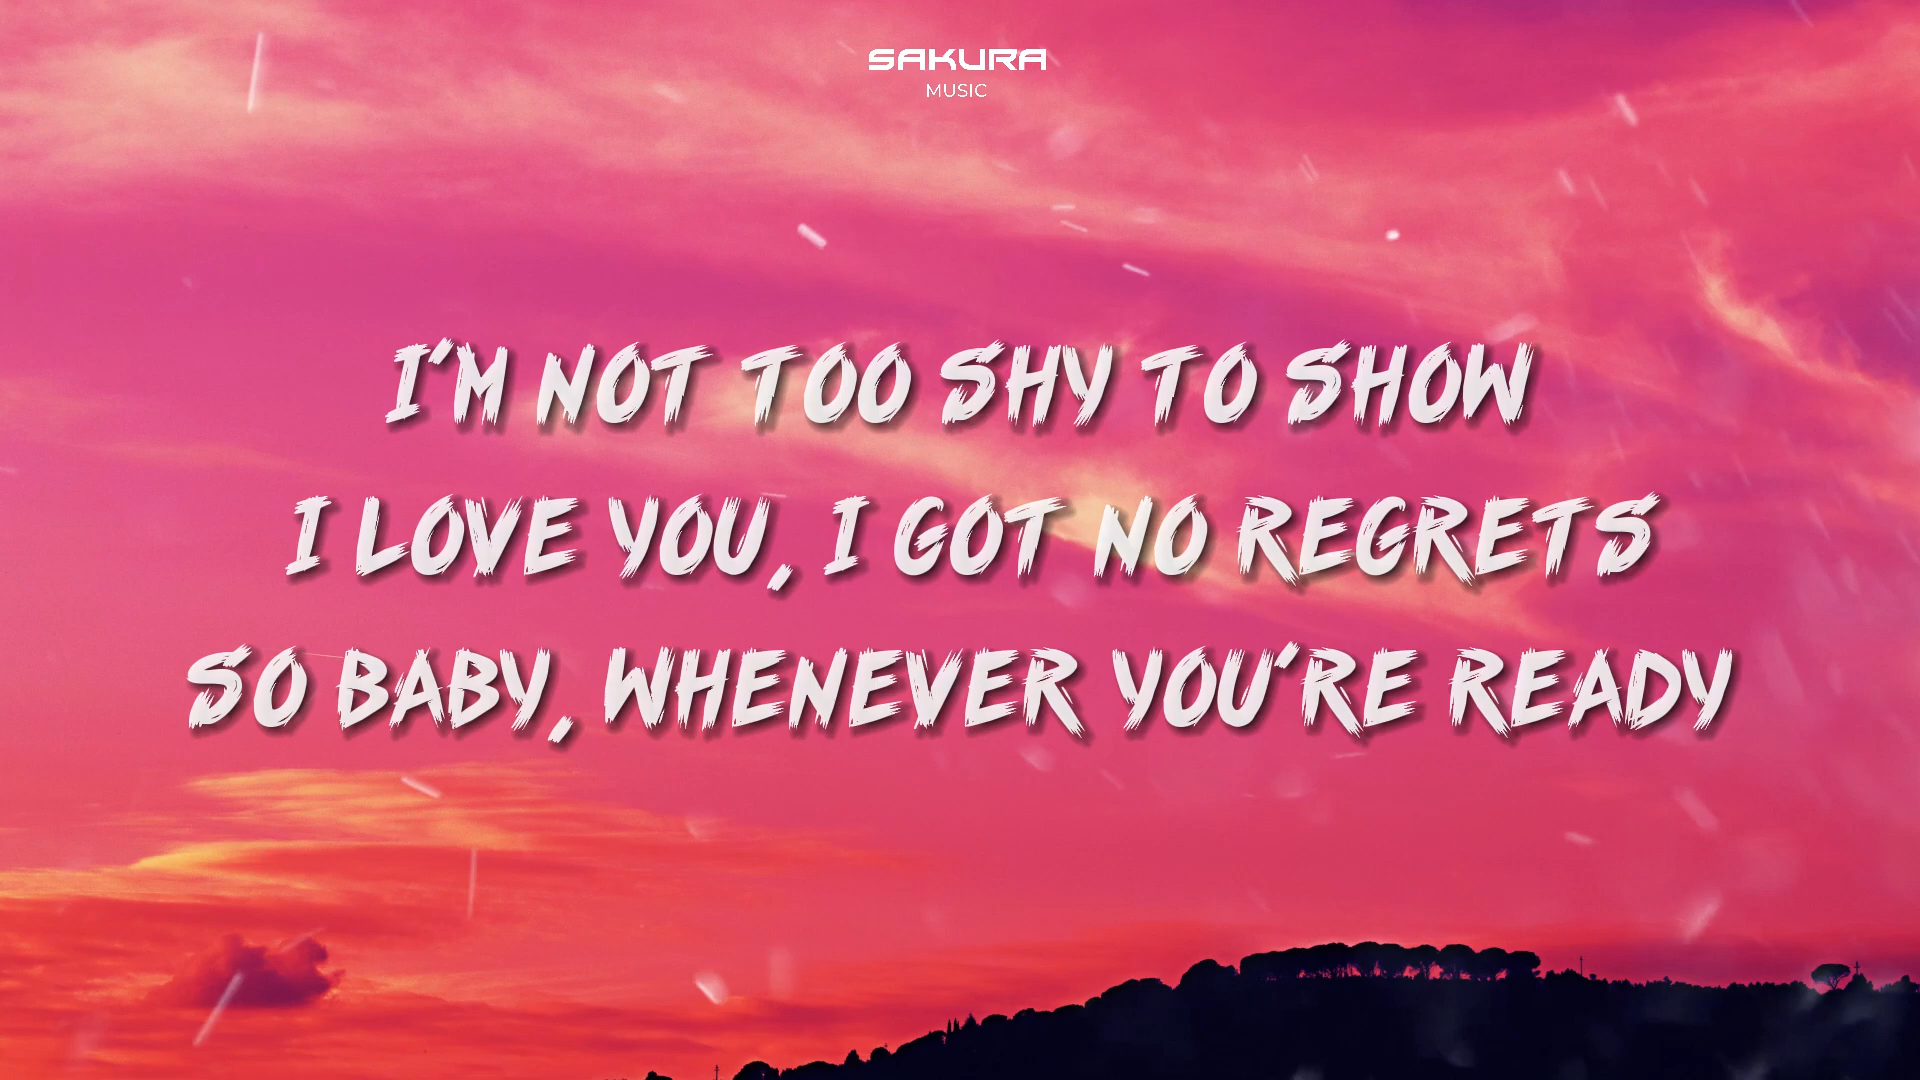 SAKURA
MUSIC
I'M NOT TOO SHY TO SHOW
I LOVE YOU, I GOT NO REGRETS
SO BABY, WHENEVER YOU'RE READY